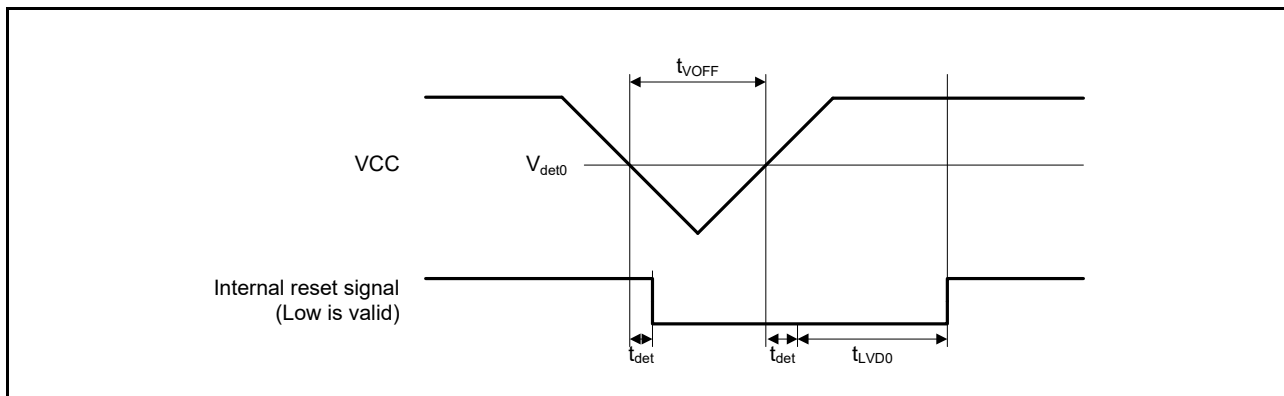 tVOFF
VCC
Vdet0
Internal reset signal
(Low is valid)
tdet
tdet
tLVD0